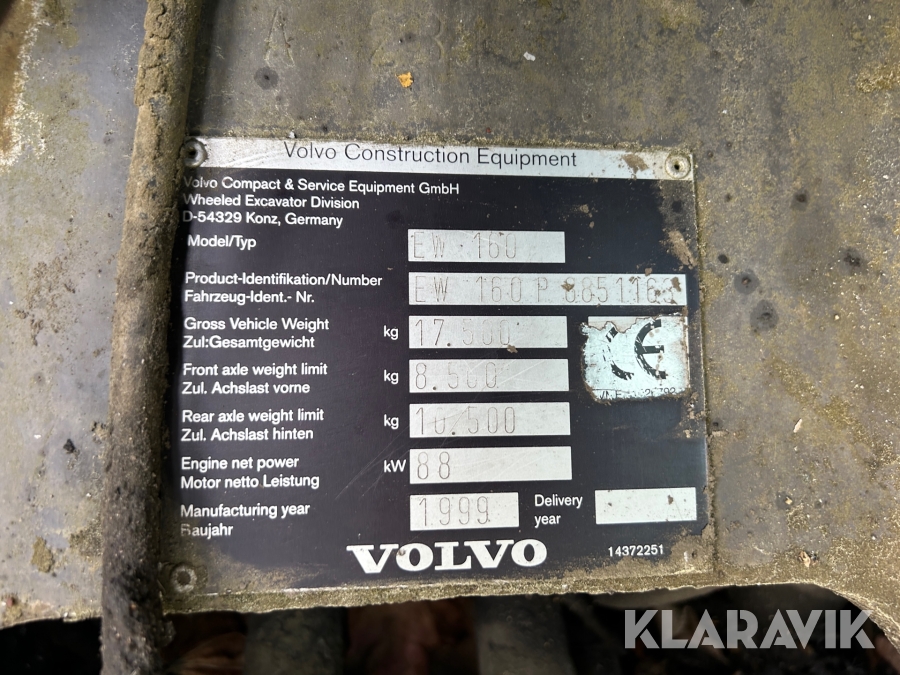 Volvo Construction Equipment
Volvo Compact & Service Equipment GmbH
Wheeled Excavator Division
D-54329 Konz, Germany
Model/Typ EW 160
Product-Identifikation/Number
Fahrzeug-Ident.- Nr. EW 160 P
Gross Vehicle Weight
Zul:Gesamtgewicht kg 17.500
Front axle weight limit
Zul. Achslast vorne kg 8.500
Rear axle weight limit
Zul. Achslast hinten kg 10.500
Engine net power
Motor netto Leistung kW 88
Manufacturing year
Baujahr 1999
Delivery
year
CE
VOLVO
14372251
KLARAVIK